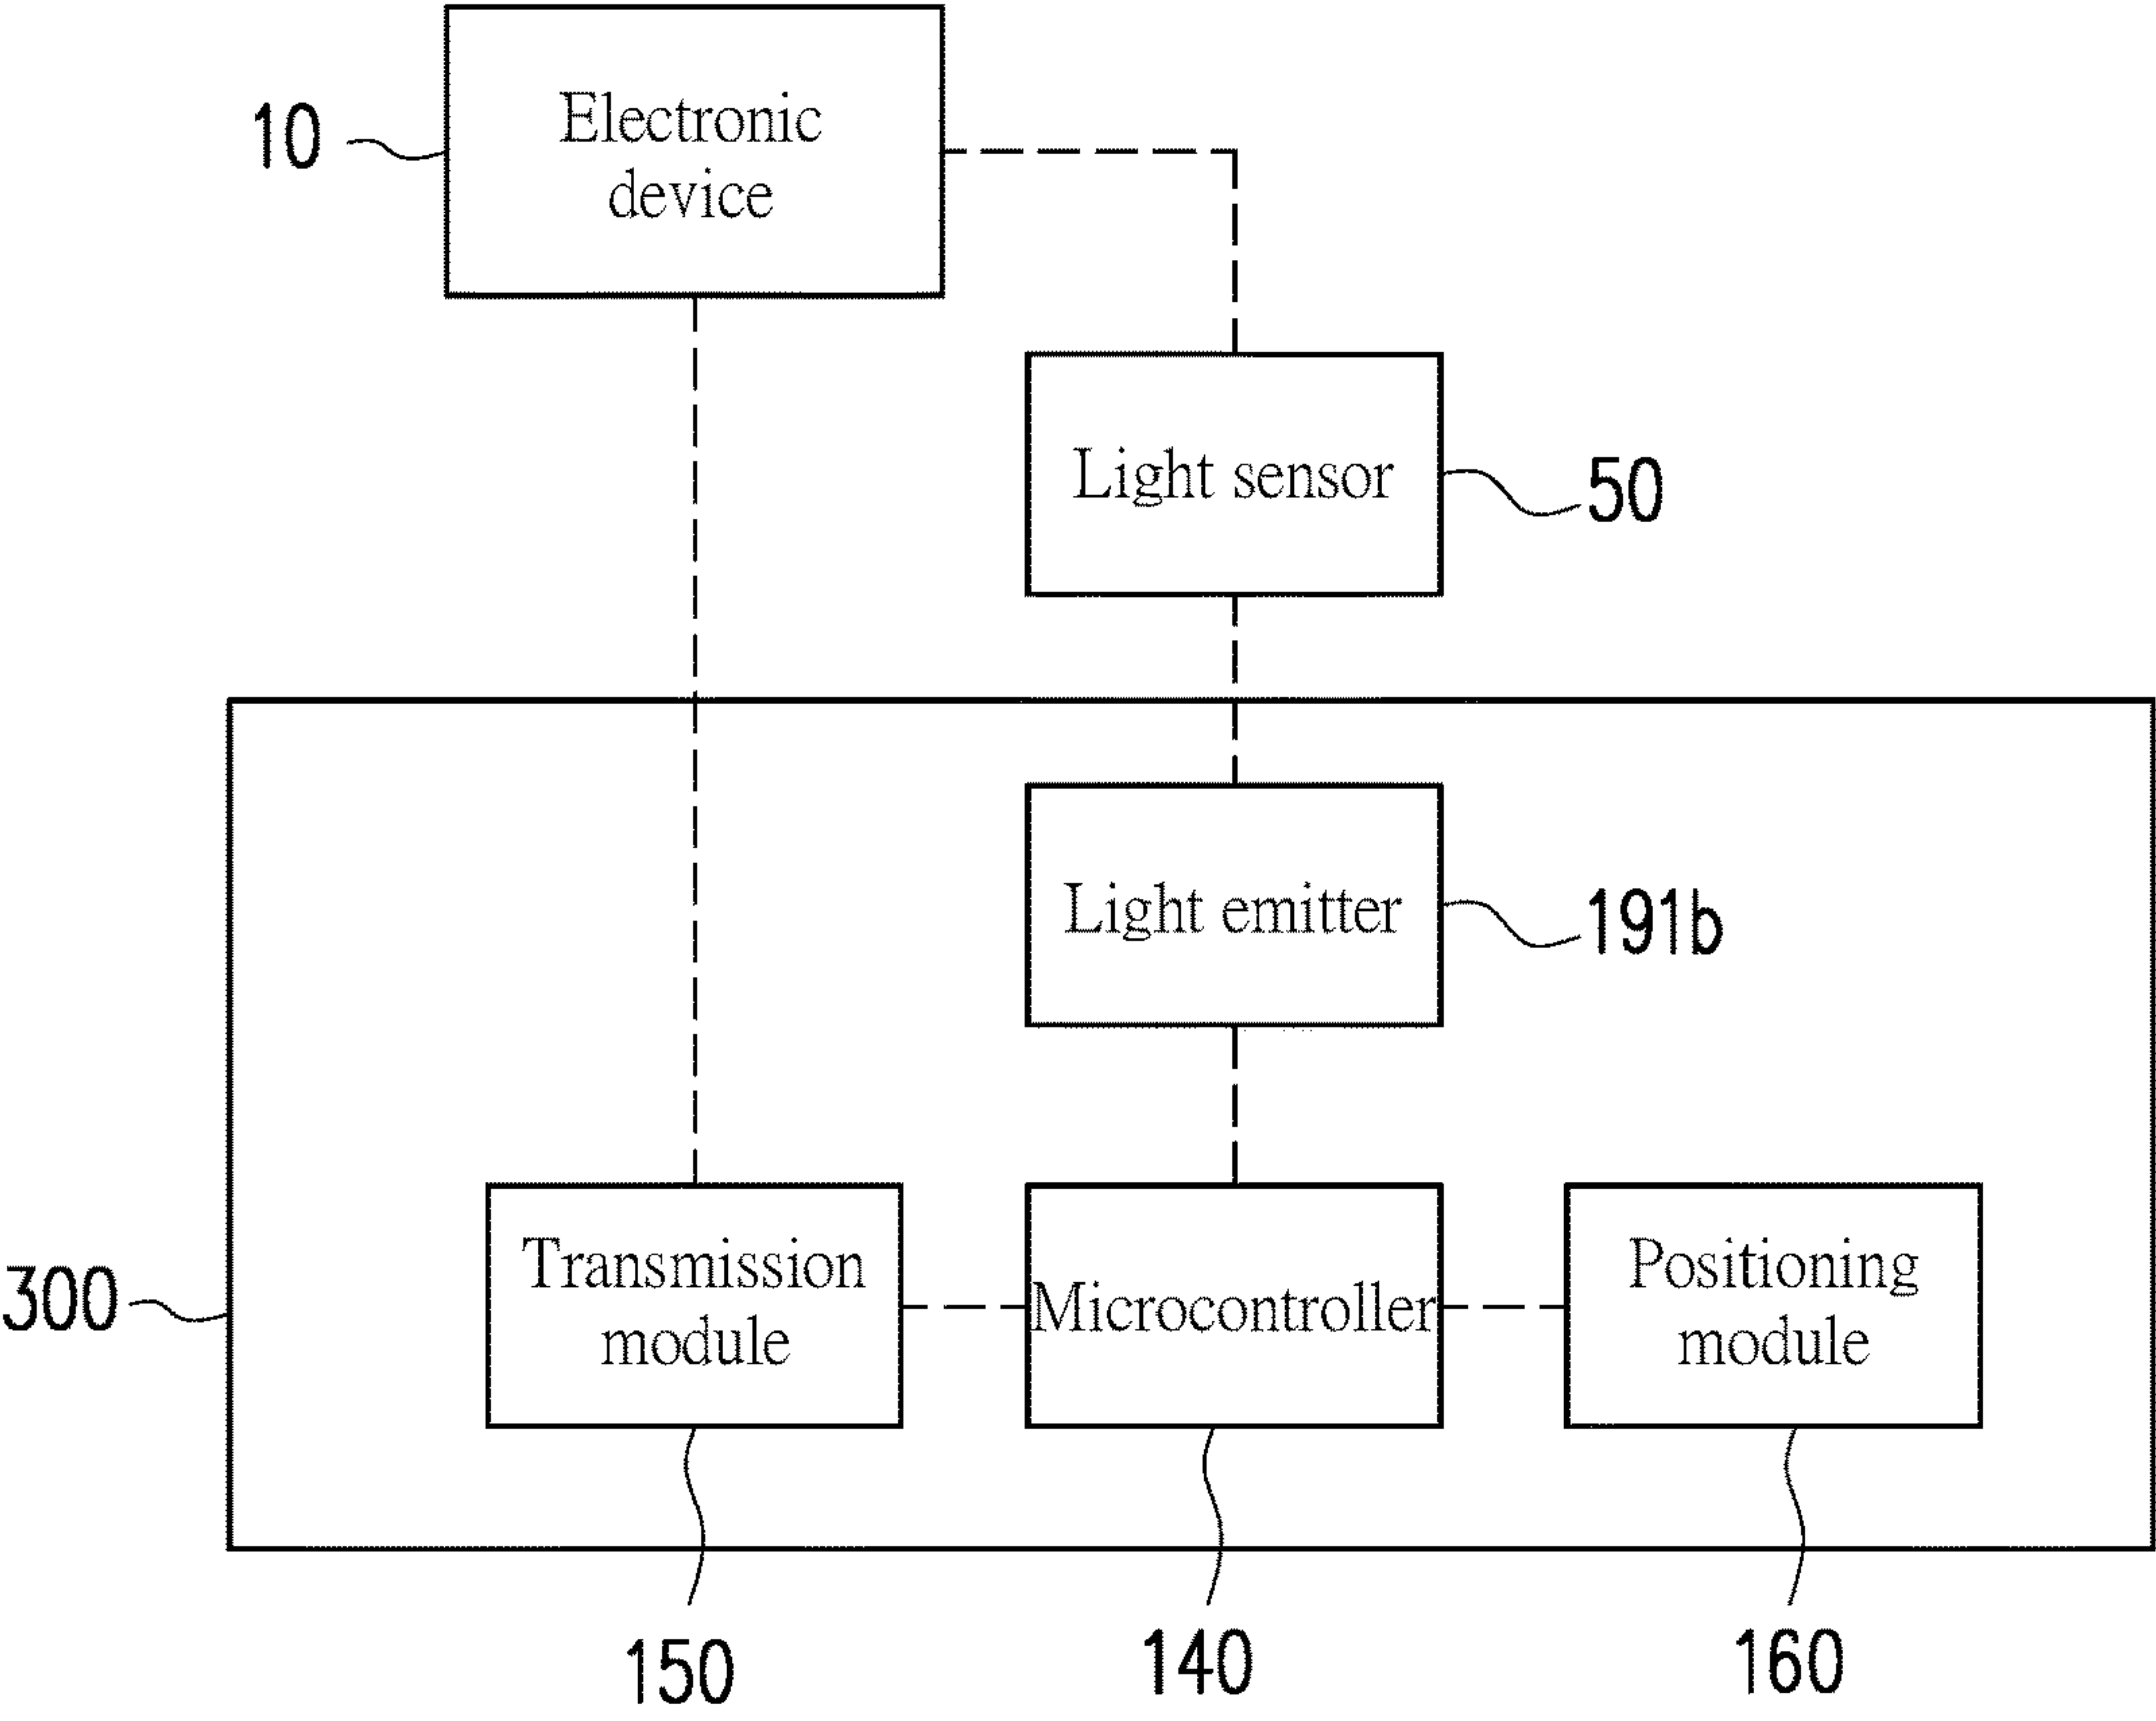 10
Electronic
device
Light sensor
50
Light emitter
191b
300
Transmission
module
Microcontroller
Positioning
module
150
140
160